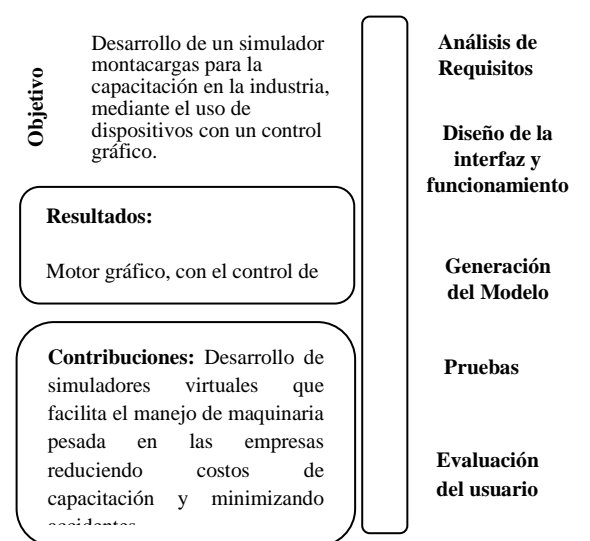 Objetivo
Desarrollo de un simulador
montacargas para la
capacitación en la industria,
mediante el uso de
dispositivos con un control
gráfico.
Resultados:
Motor gráfico, con el control de
Contribuciones: Desarrollo de
simuladores virtuales que
facilita el manejo de maquinaria
pesada en las empresas
reduciendo costos de
capacitación y minimizando
Análisis de
Requisitos
Diseño de la
interfaz y
funcionamiento
Generación
del Modelo
Pruebas
Evaluación
del usuario